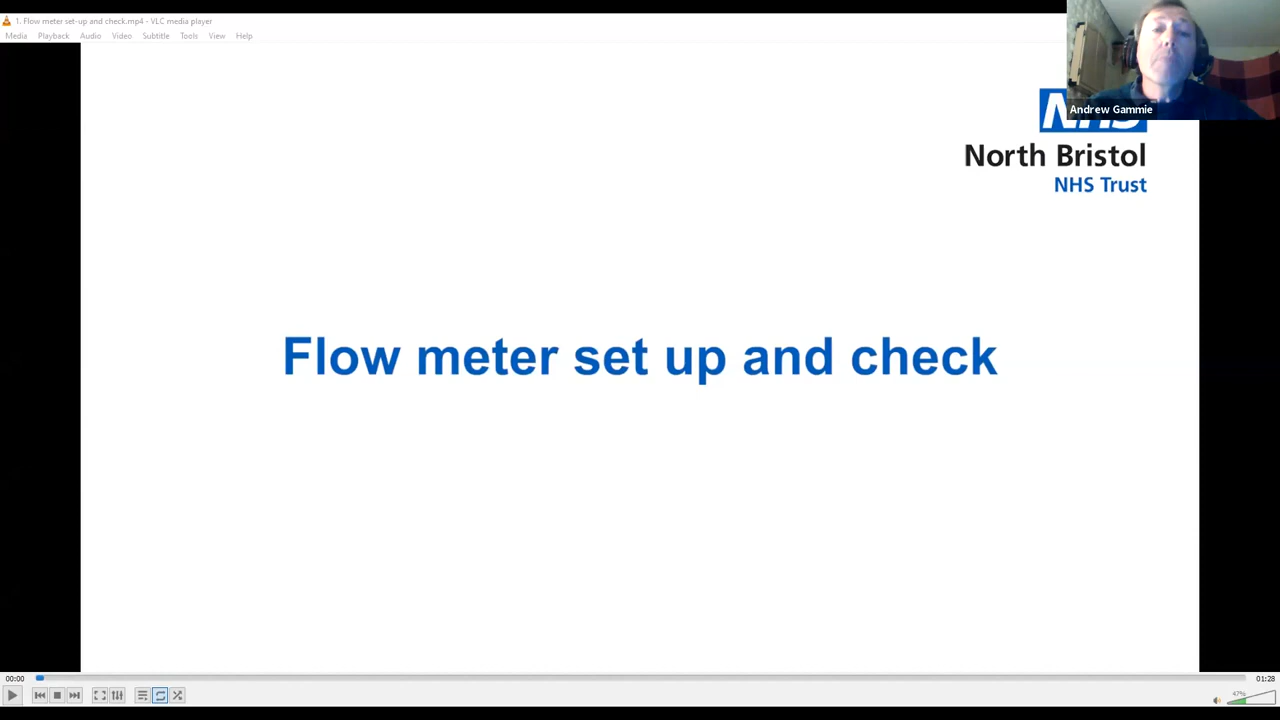 1. Flow meter set-up and check.mp4 - VLC media player
Media Playback Audio Video Subtitle Tools View Help
Andrew Gammie
NHS
North Bristol
NHS Trust
Flow meter set up and check
00:00
01:28
47%